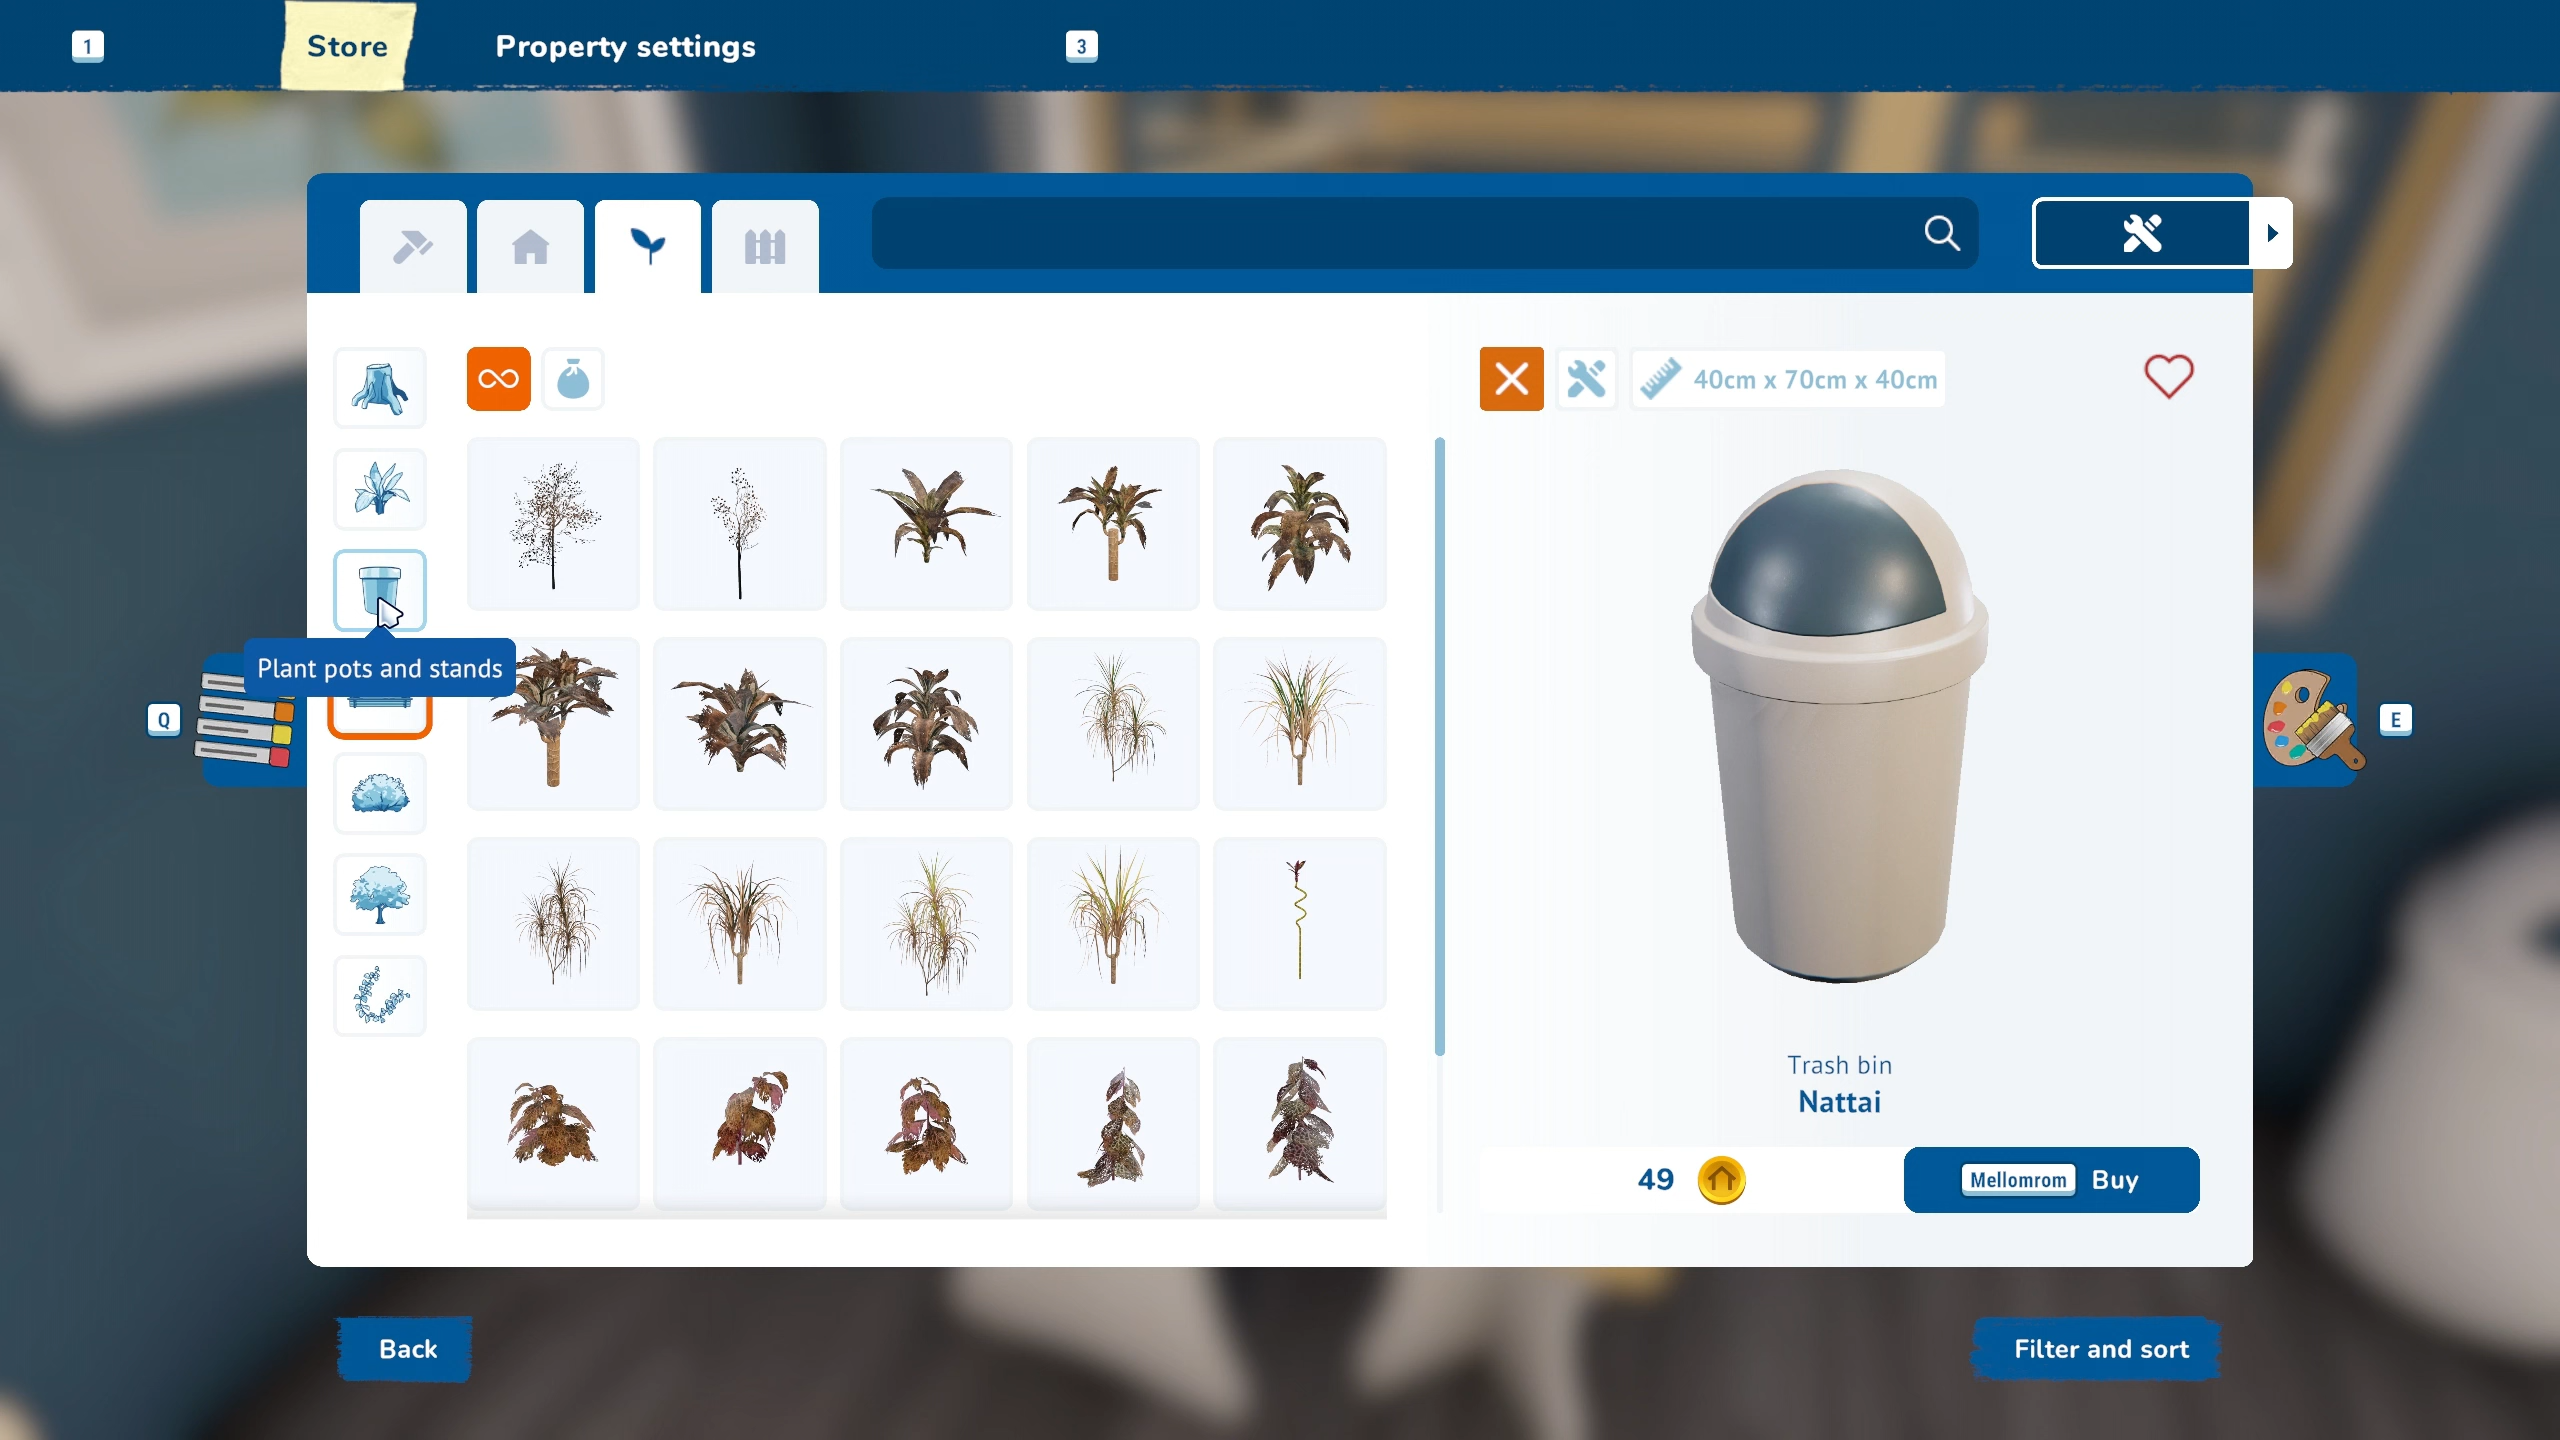 1
Store
Property settings
3
40cm x 70cm x 40cm
Plant pots and stands
Q
E
Trash bin
Nattai
49
Mellomrom
Buy
Back
Filter and sort